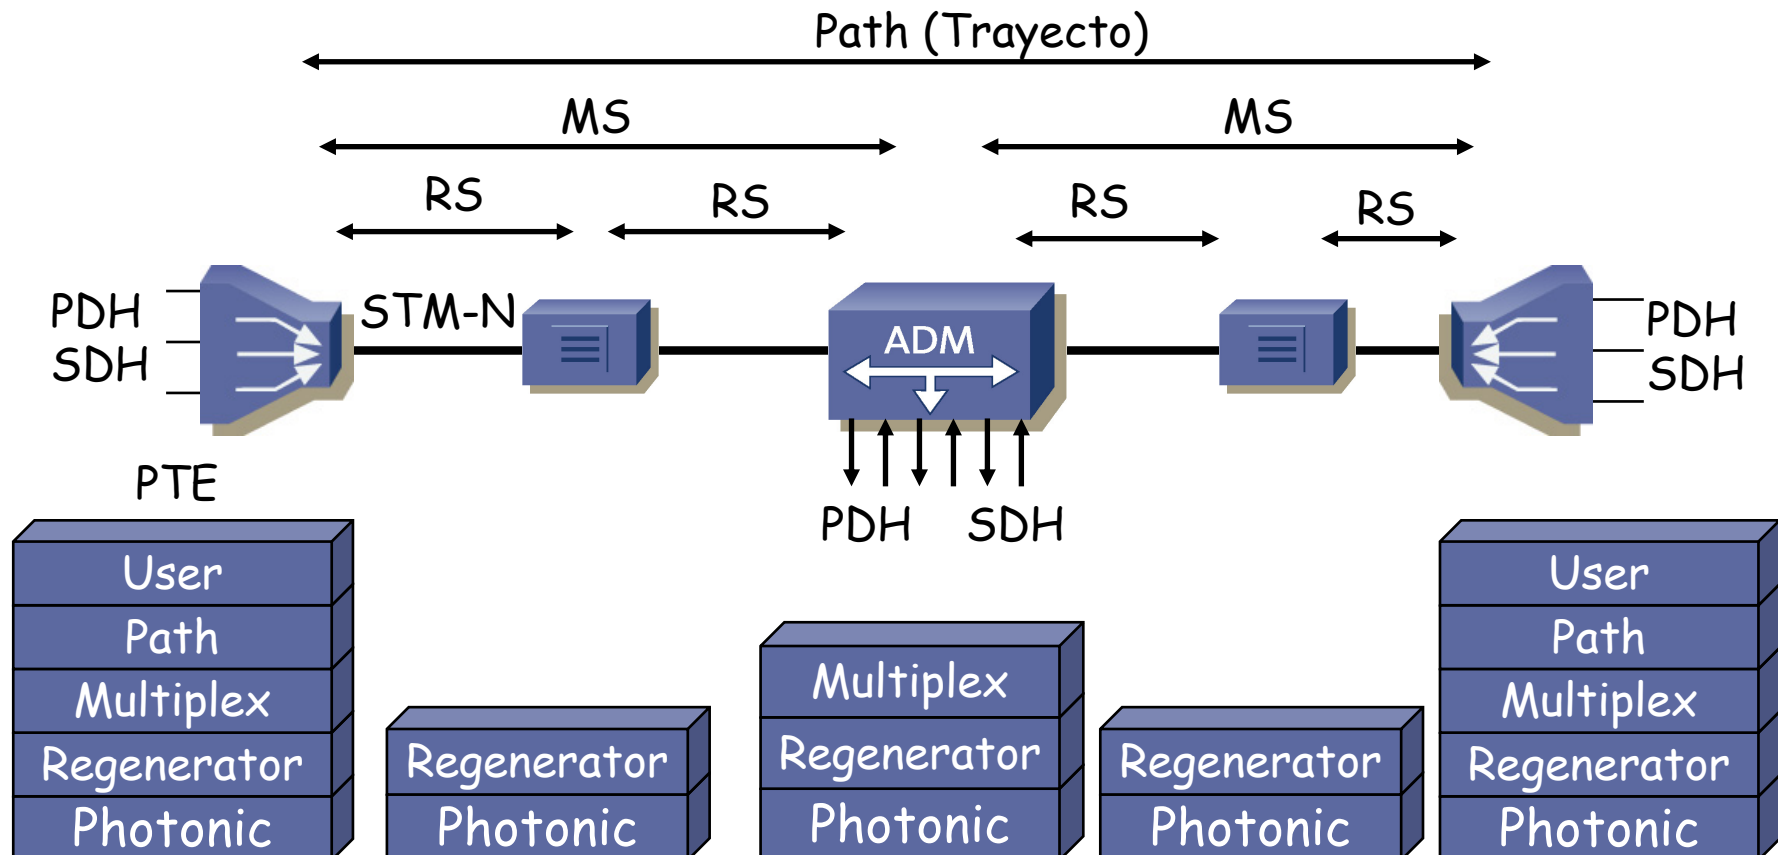 Path (Trayecto)
MS
MS
RS
RS
RS
RS
PDH
SDH
STM-N
ADM
PDH
SDH
PTE
PDH
SDH
User
Path
Multiplex
Regenerator
Photonic
Regenerator
Photonic
Multiplex
Regenerator
Photonic
Regenerator
Photonic
User
Path
Multiplex
Regenerator
Photonic